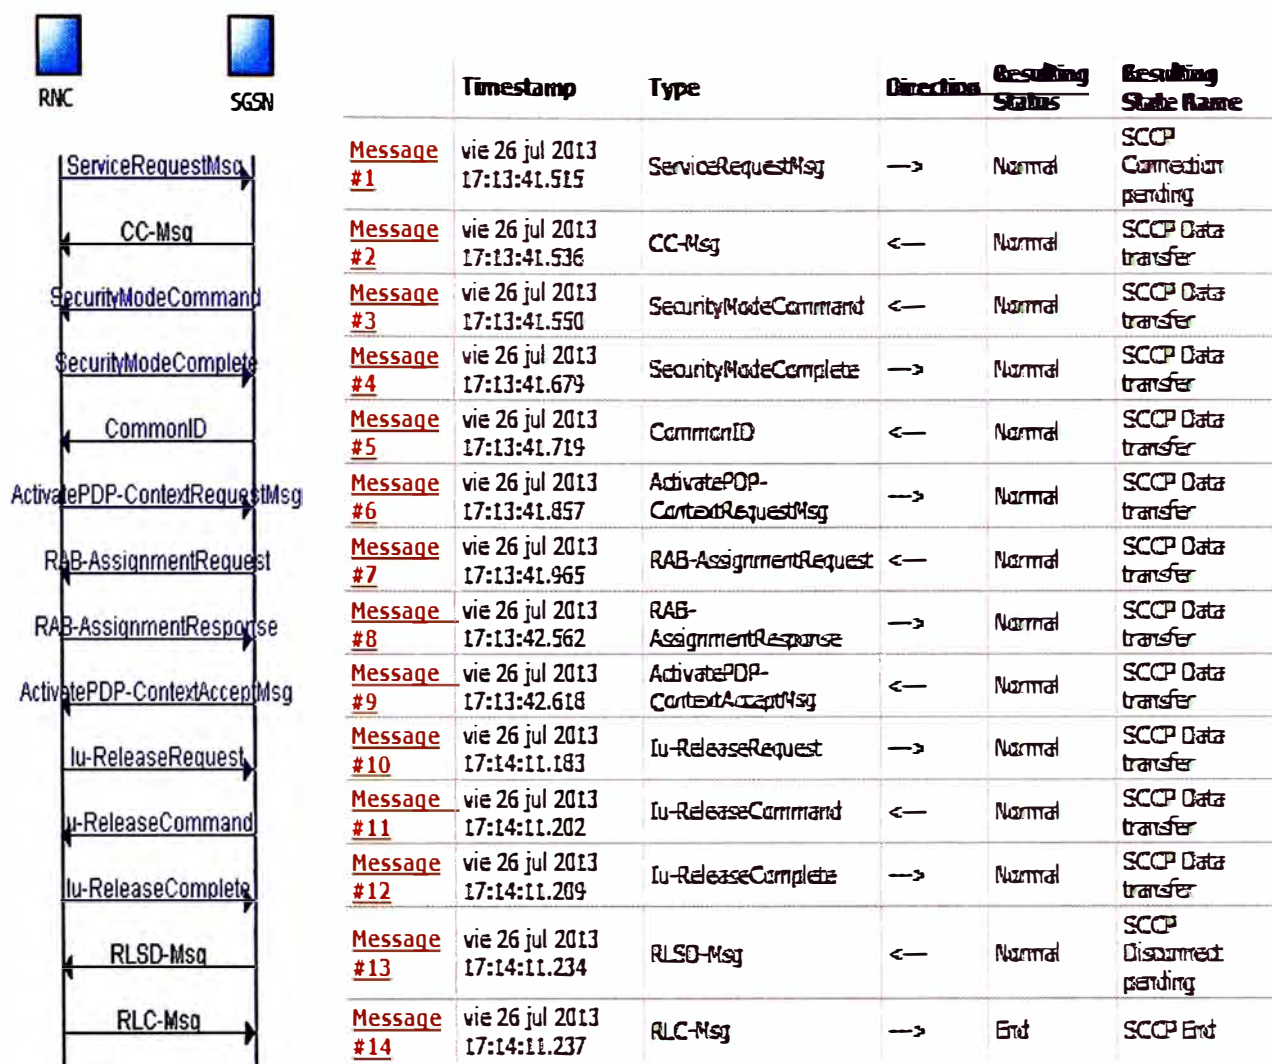 RNC
SGSN
ServiceRequestMsg
CC-Msg
SecurityModeCommand
SecurityModeComplete
CommonID
ActivatePDP-ContextRequestMsg
RAB-AssignmentRequest
RAB-AssignmentResponse
ActivatePDP-ContextAcceptMsg
Iu-ReleaseRequest
Iu-ReleaseCommand
Iu-ReleaseComplete
RLSD-Msg
RLC-Msg
Timestamp Type Direction Resulting Status Resulting State Name
Message #1 vie 26 jul 2013 17:13:41.515 ServiceRequestMsg ---> Normal SCCP Connection pending
Message #2 vie 26 jul 2013 17:13:41.536 CC-Msg <--- Normal SCCP Data transfer
Message #3 vie 26 jul 2013 17:13:41.550 SecurityModeCommand <--- Normal SCCP Data transfer
Message #4 vie 26 jul 2013 17:13:41.679 SecurityModeComplete ---> Normal SCCP Data transfer
Message #5 vie 26 jul 2013 17:13:41.719 CommonID <--- Normal SCCP Data transfer
Message #6 vie 26 jul 2013 17:13:41.857 ActivatePDP-ContextRequestMsg ---> Normal SCCP Data transfer
Message #7 vie 26 jul 2013 17:13:41.965 RAB-AssignmentRequest <--- Normal SCCP Data transfer
Message #8 vie 26 jul 2013 17:13:42.562 RAB-AssignmentResponse ---> Normal SCCP Data transfer
Message #9 vie 26 jul 2013 17:13:42.618 ActivatePDP-ContextAcceptMsg <--- Normal SCCP Data transfer
Message #10 vie 26 jul 2013 17:14:11.183 Iu-ReleaseRequest ---> Normal SCCP Data transfer
Message #11 vie 26 jul 2013 17:14:11.202 Iu-ReleaseCommand <--- Normal SCCP Data transfer
Message #12 vie 26 jul 2013 17:14:11.209 Iu-ReleaseComplete ---> Normal SCCP Data transfer
Message #13 vie 26 jul 2013 17:14:11.234 RLSD-Msg <--- Normal SCCP Disconnect pending
Message #14 vie 26 jul 2013 17:14:11.237 RLC-Msg ---> End SCCP End